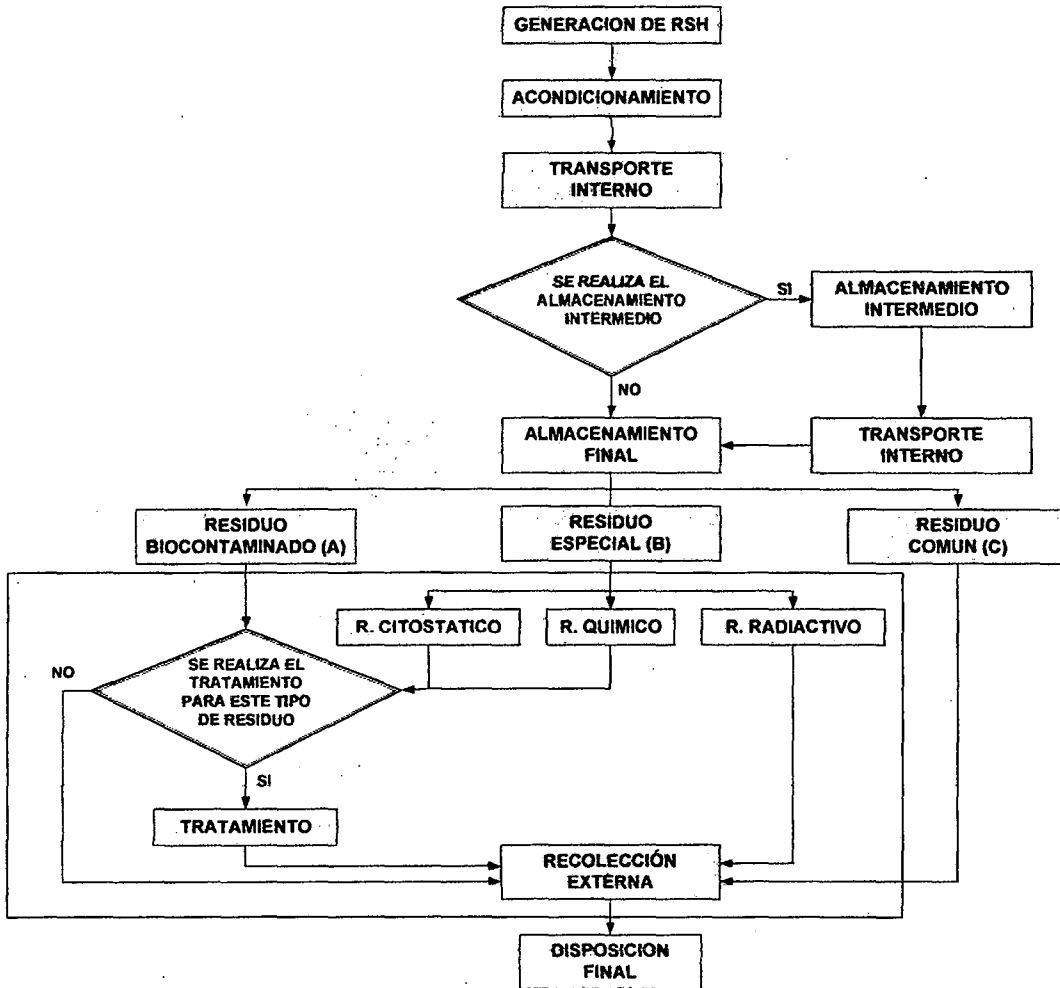 GENERACION DE RSH
ACONDICIONAMIENTO
TRANSPORTE
INTERNO
SE REALIZA EL
ALMACENAMIENTO
INTERMEDIO
SI
ALMACENAMIENTO
INTERMEDIO
NO
ALMACENAMIENTO
FINAL
TRANSPORTE
INTERNO
RESIDUO
BIOCONTAMINADO (A)
RESIDUO
ESPECIAL (B)
RESIDUO
COMUN (C)
R. CITOSTATICO
R. QUIMICO
R. RADIACTIVO
NO
SE REALIZA EL
TRATAMIENTO
PARA ESTE TIPO
DE RESIDUO
SI
TRATAMIENTO
RECOLECCIÓN
EXTERNA
DISPOSICION
FINAL